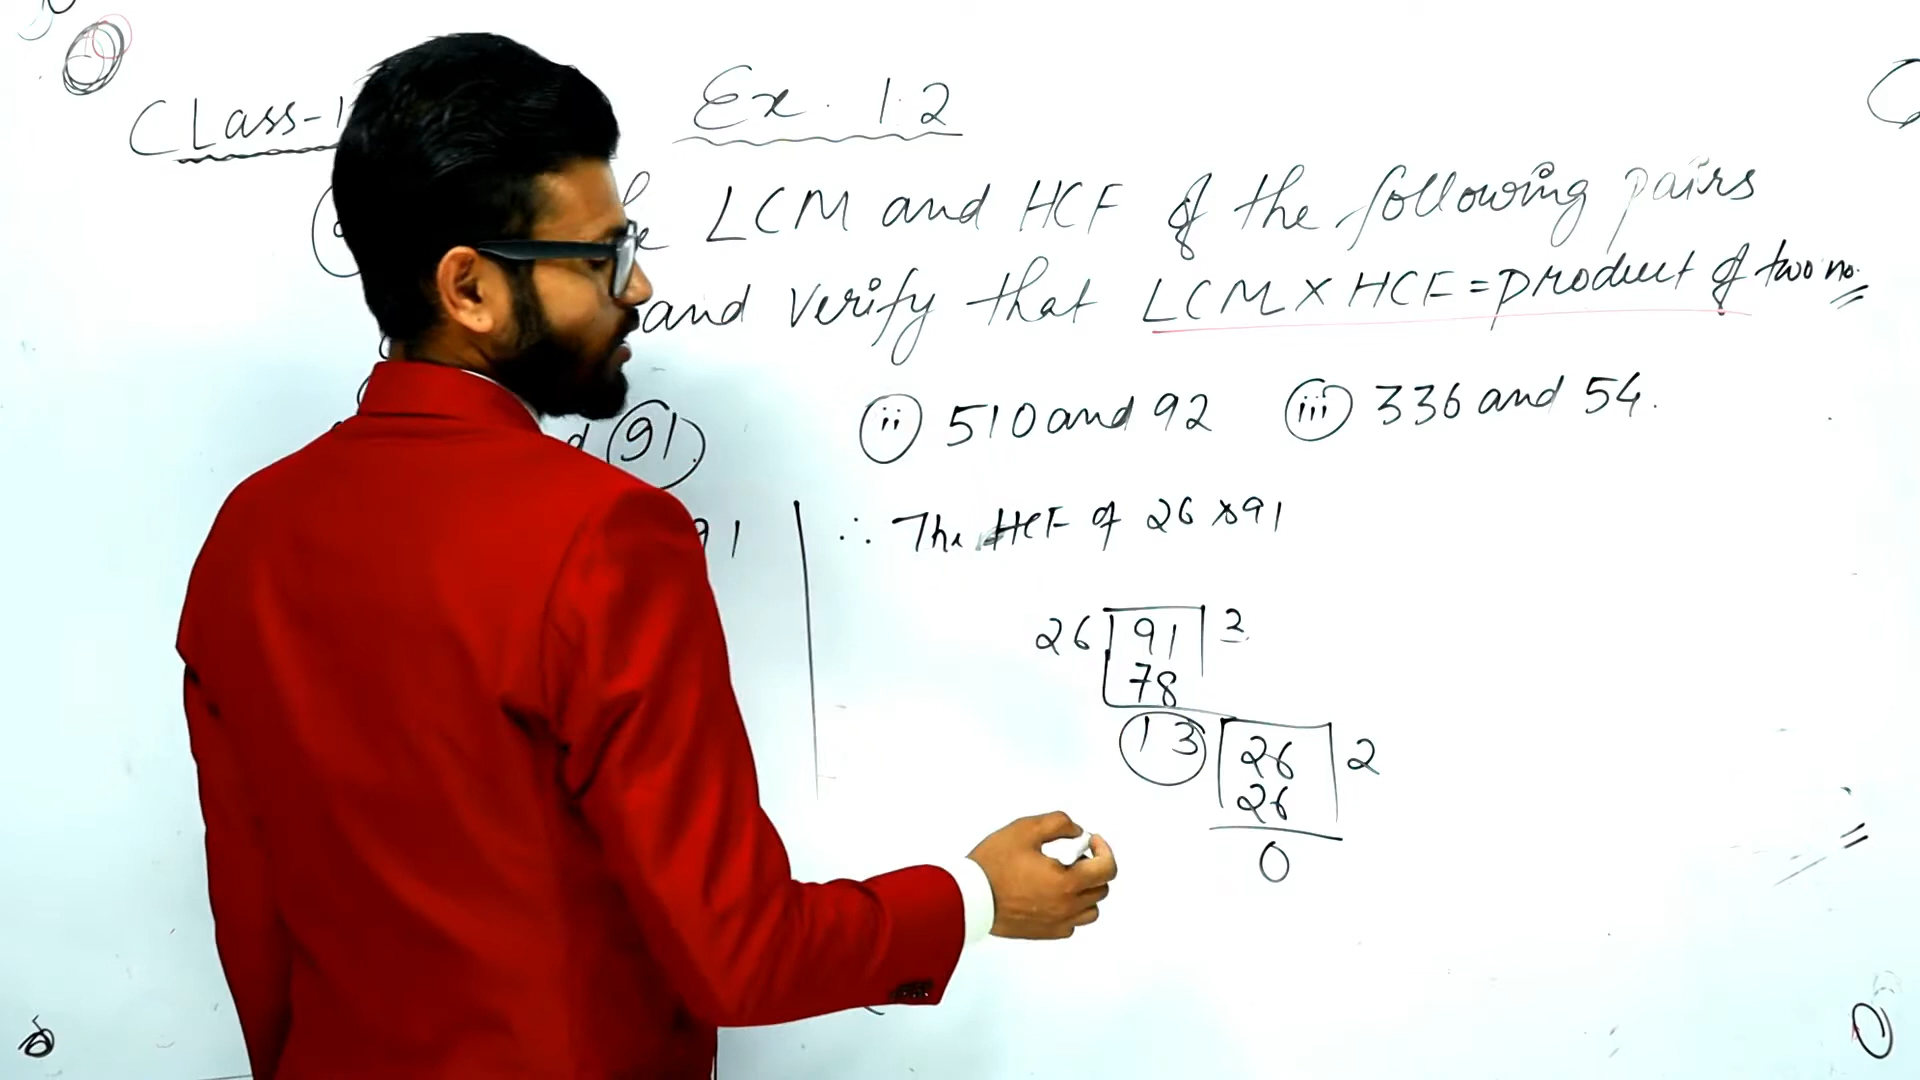 CLass-1
Ex. 1.2
LCM and HCF of the following pairs
and verify that LCM X HCF = product of two no.
91
(ii) 510 and 92 (iii) 336 and 54.
91
∴ The HCF of 26 & 91
26 91 3
78
13 26 2
26
0